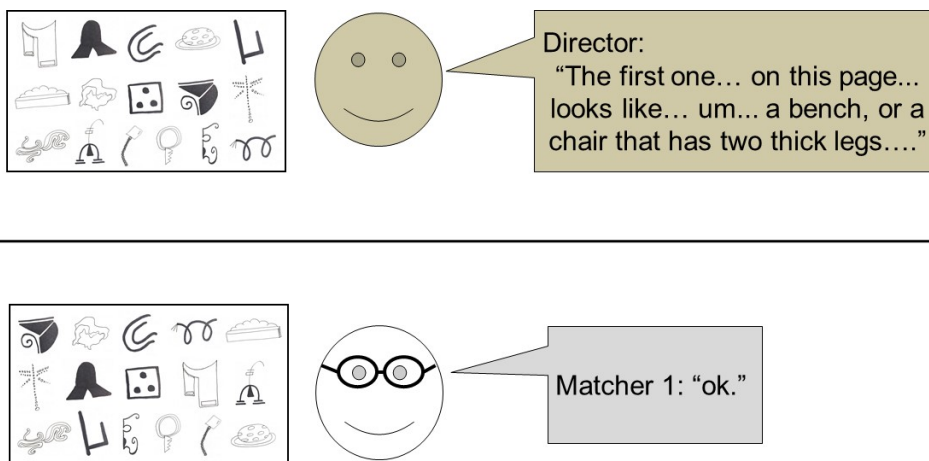 Director:
“The first one… on this page...
looks like… um... a bench, or a
chair that has two thick legs….”
Matcher 1: “ok.”